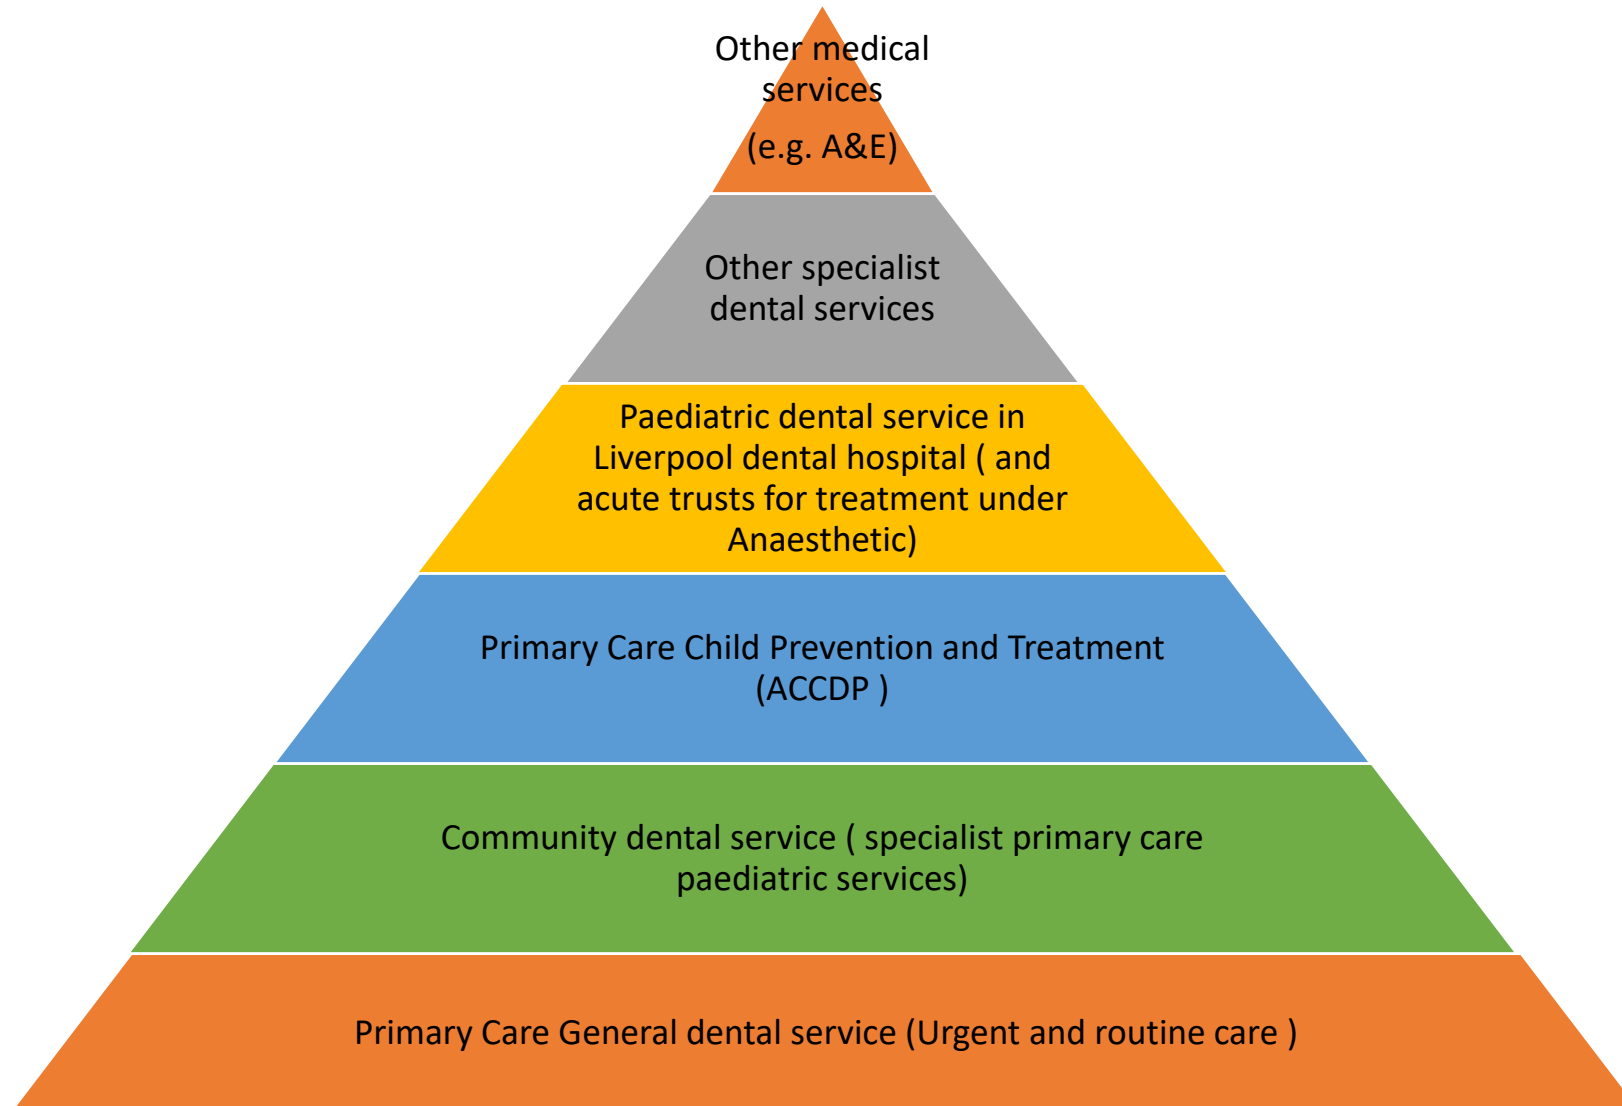 Other medical
services
(e.g. A&E)
Other specialist
dental services
Paediatric dental service in
Liverpool dental hospital ( and
acute trusts for treatment under
Anaesthetic)
Primary Care Child Prevention and Treatment
(ACCDP )
Community dental service ( specialist primary care
paediatric services)
Primary Care General dental service (Urgent and routine care )